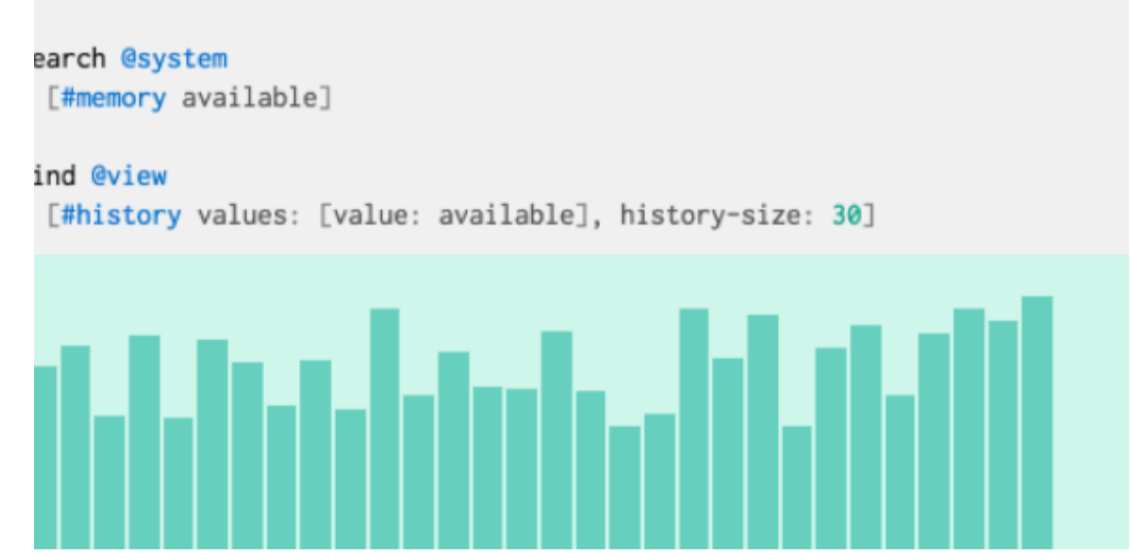 earch @system
[#memory available]
ind @view
[#history values: [value: available], history-size: 30]